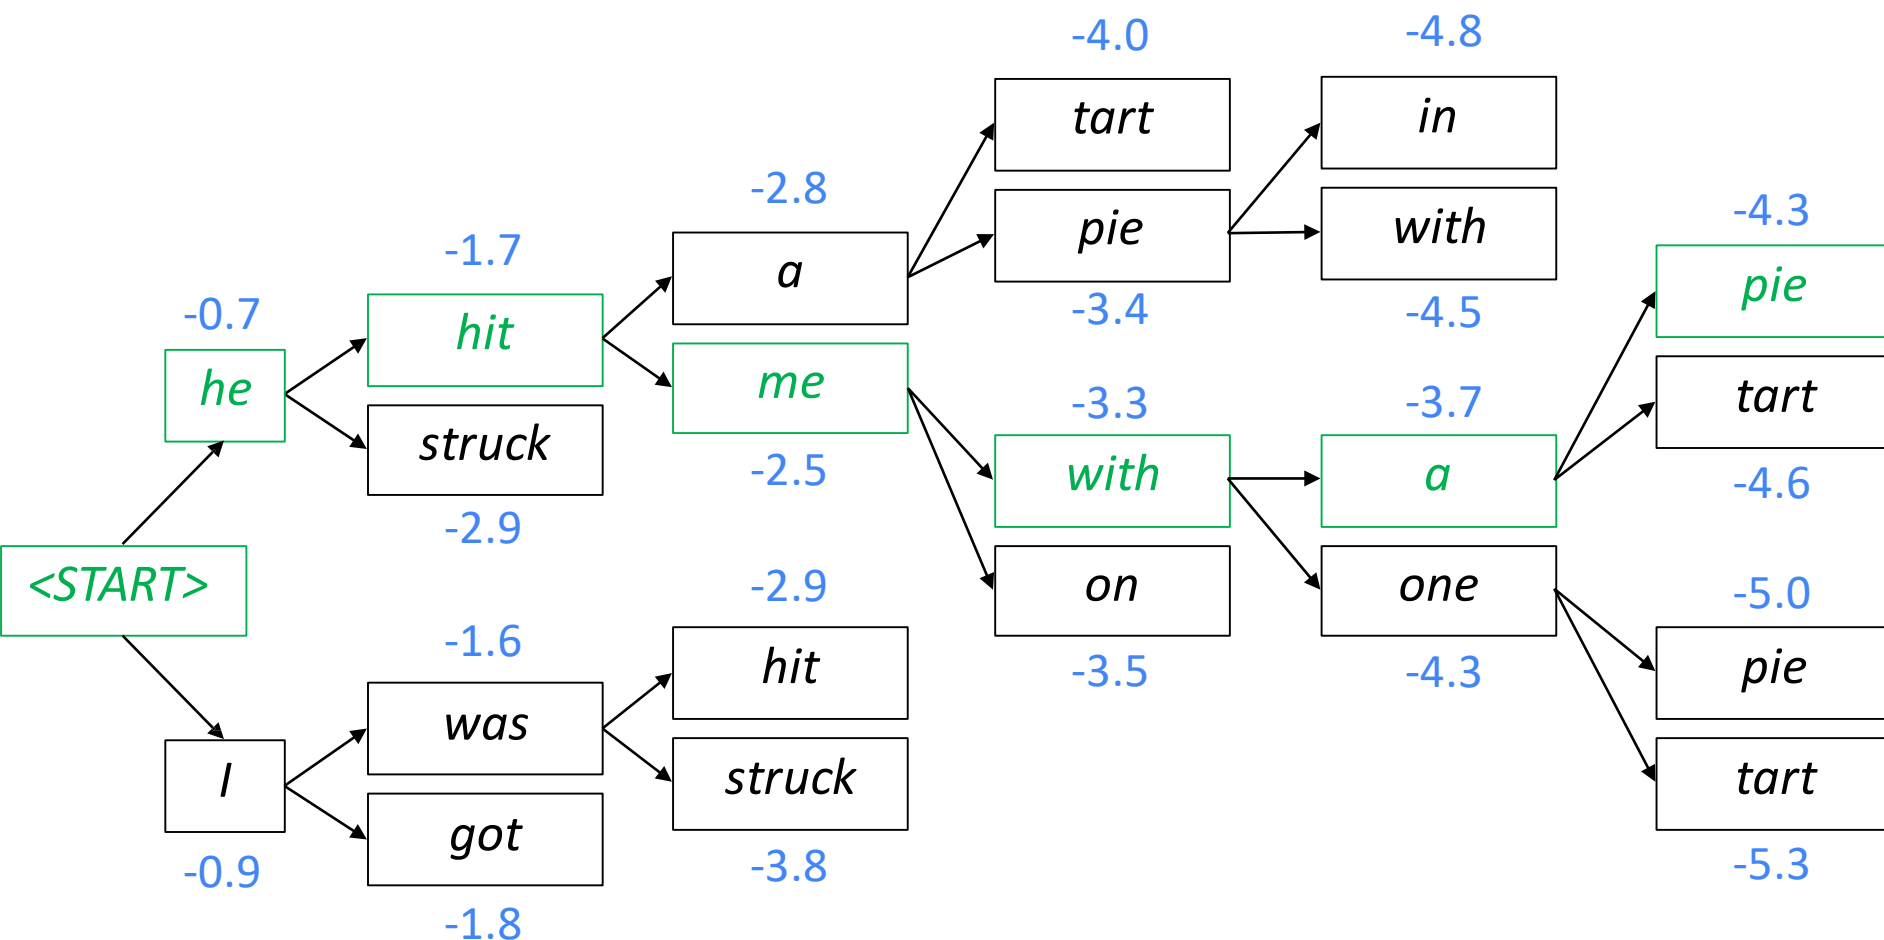 -4.0
-4.8
tart
in
-2.8
-4.3
-1.7
pie
with
pie
-0.7
a
-3.4
-4.5
hit
he
me
-3.3
-3.7
tart
struck
-2.5
with
a
-4.6
-2.9
<START>
-2.9
on
one
-5.0
-1.6
hit
-3.5
-4.3
pie
was
I
struck
tart
got
-0.9
-3.8
-5.3
-1.8